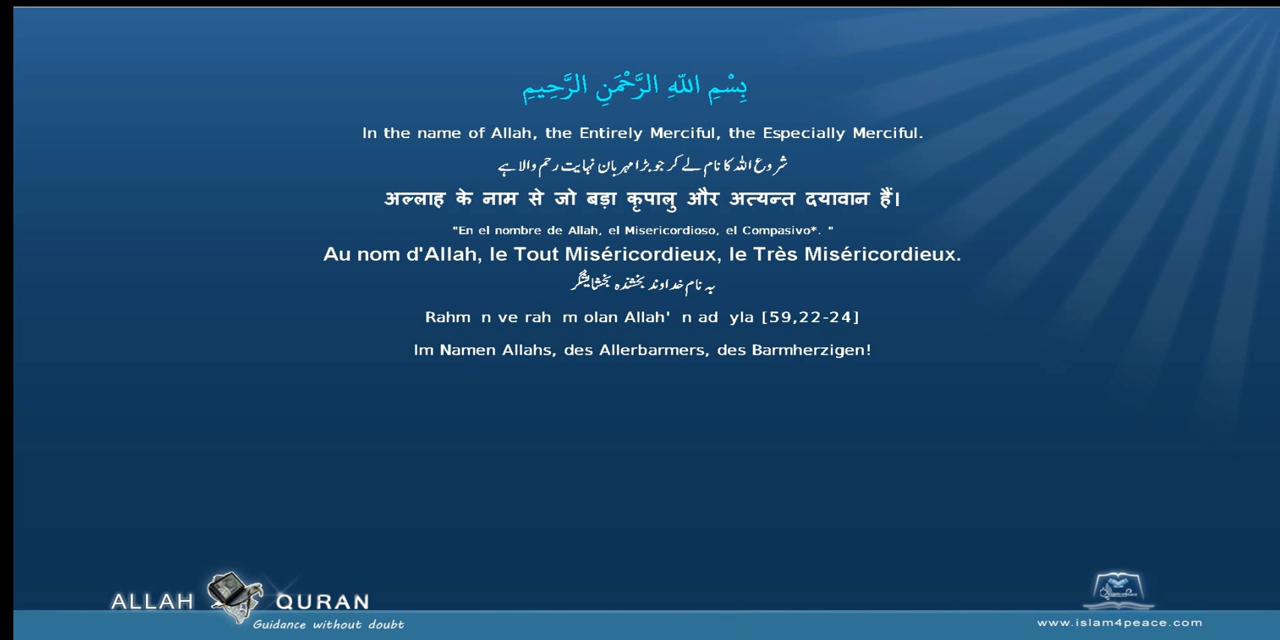 بِسْمِ اللّٰهِ الرَّحْمَنِ الرَّحِيمِ
In the name of Allah, the Entirely Merciful, the Especially Merciful.
شروع اللہ کا نام لے کر جو بڑا مہربان نہایت رحم والا ہے
अल्लाह के नाम से जो बड़ा कृपालु और अत्यन्त दयावान हैं।
"En el nombre de Allah, el Misericordioso, el Compasivo*. "
Au nom d'Allah, le Tout Miséricordieux, le Très Miséricordieux.
به نام خداوند بخشنده بخشایشگر
Rahm n ve rah m olan Allah' n ad yla [59,22-24]
Im Namen Allahs, des Allerbarmers, des Barmherzigen!
ALLAH QURAN
Guidance without doubt
www.islam4peace.com